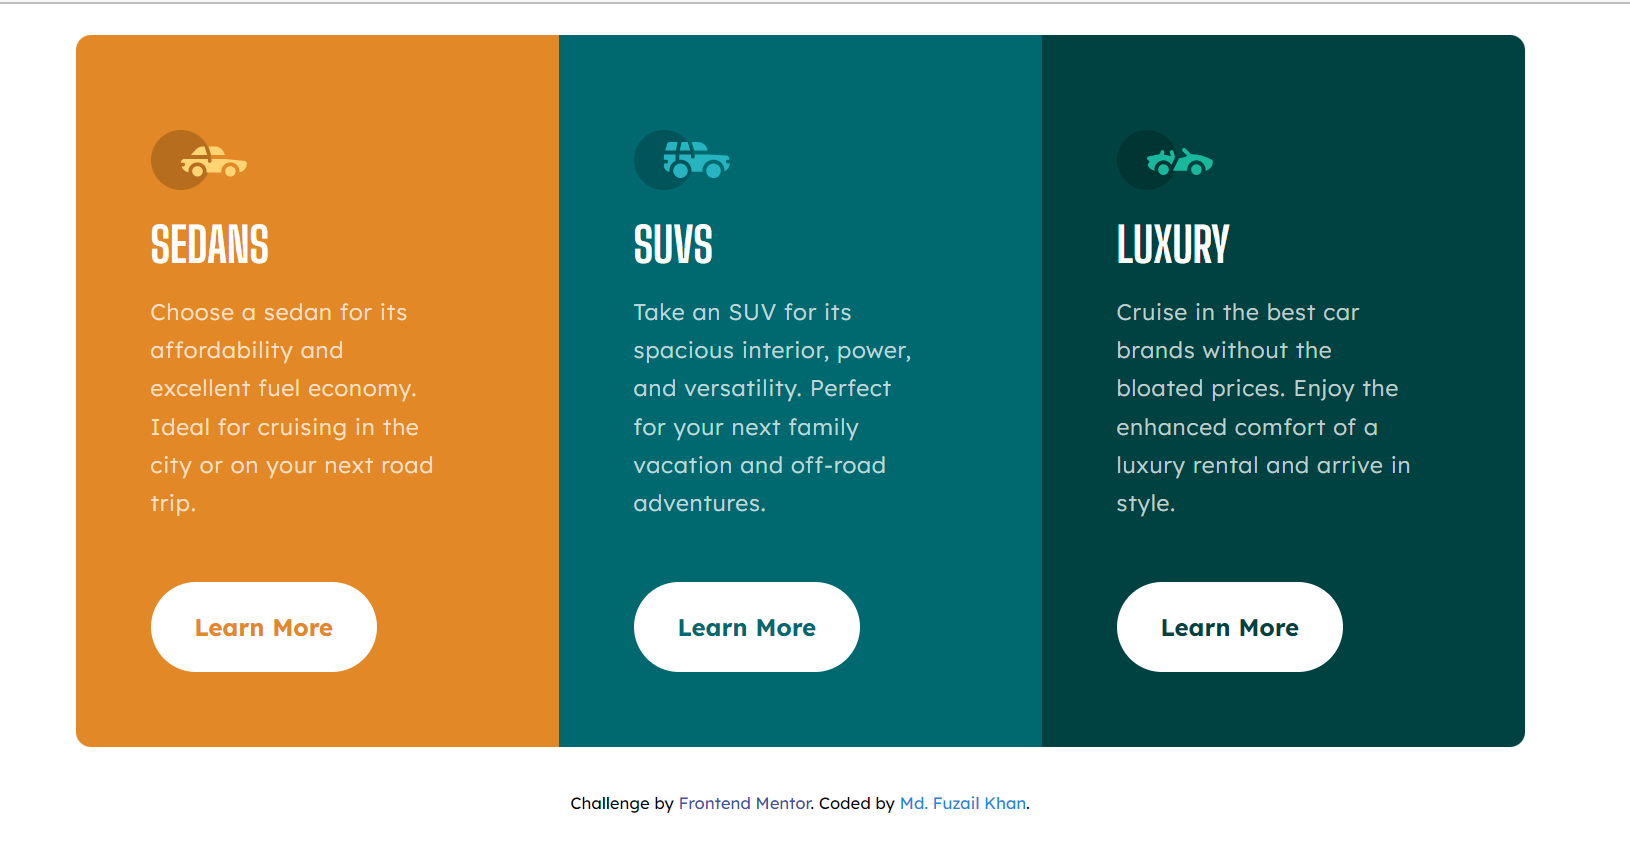 SEDANS
Choose a sedan for its
affordability and
excellent fuel economy.
Ideal for cruising in the
city or on your next road
trip.
Learn More
SUVS
Take an SUV for its
spacious interior, power,
and versatility. Perfect
for your next family
vacation and off-road
adventures.
Learn More
LUXURY
Cruise in the best car
brands without the
bloated prices. Enjoy the
enhanced comfort of a
luxury rental and arrive in
style.
Learn More
Challenge by Frontend Mentor. Coded by Md. Fuzail Khan.